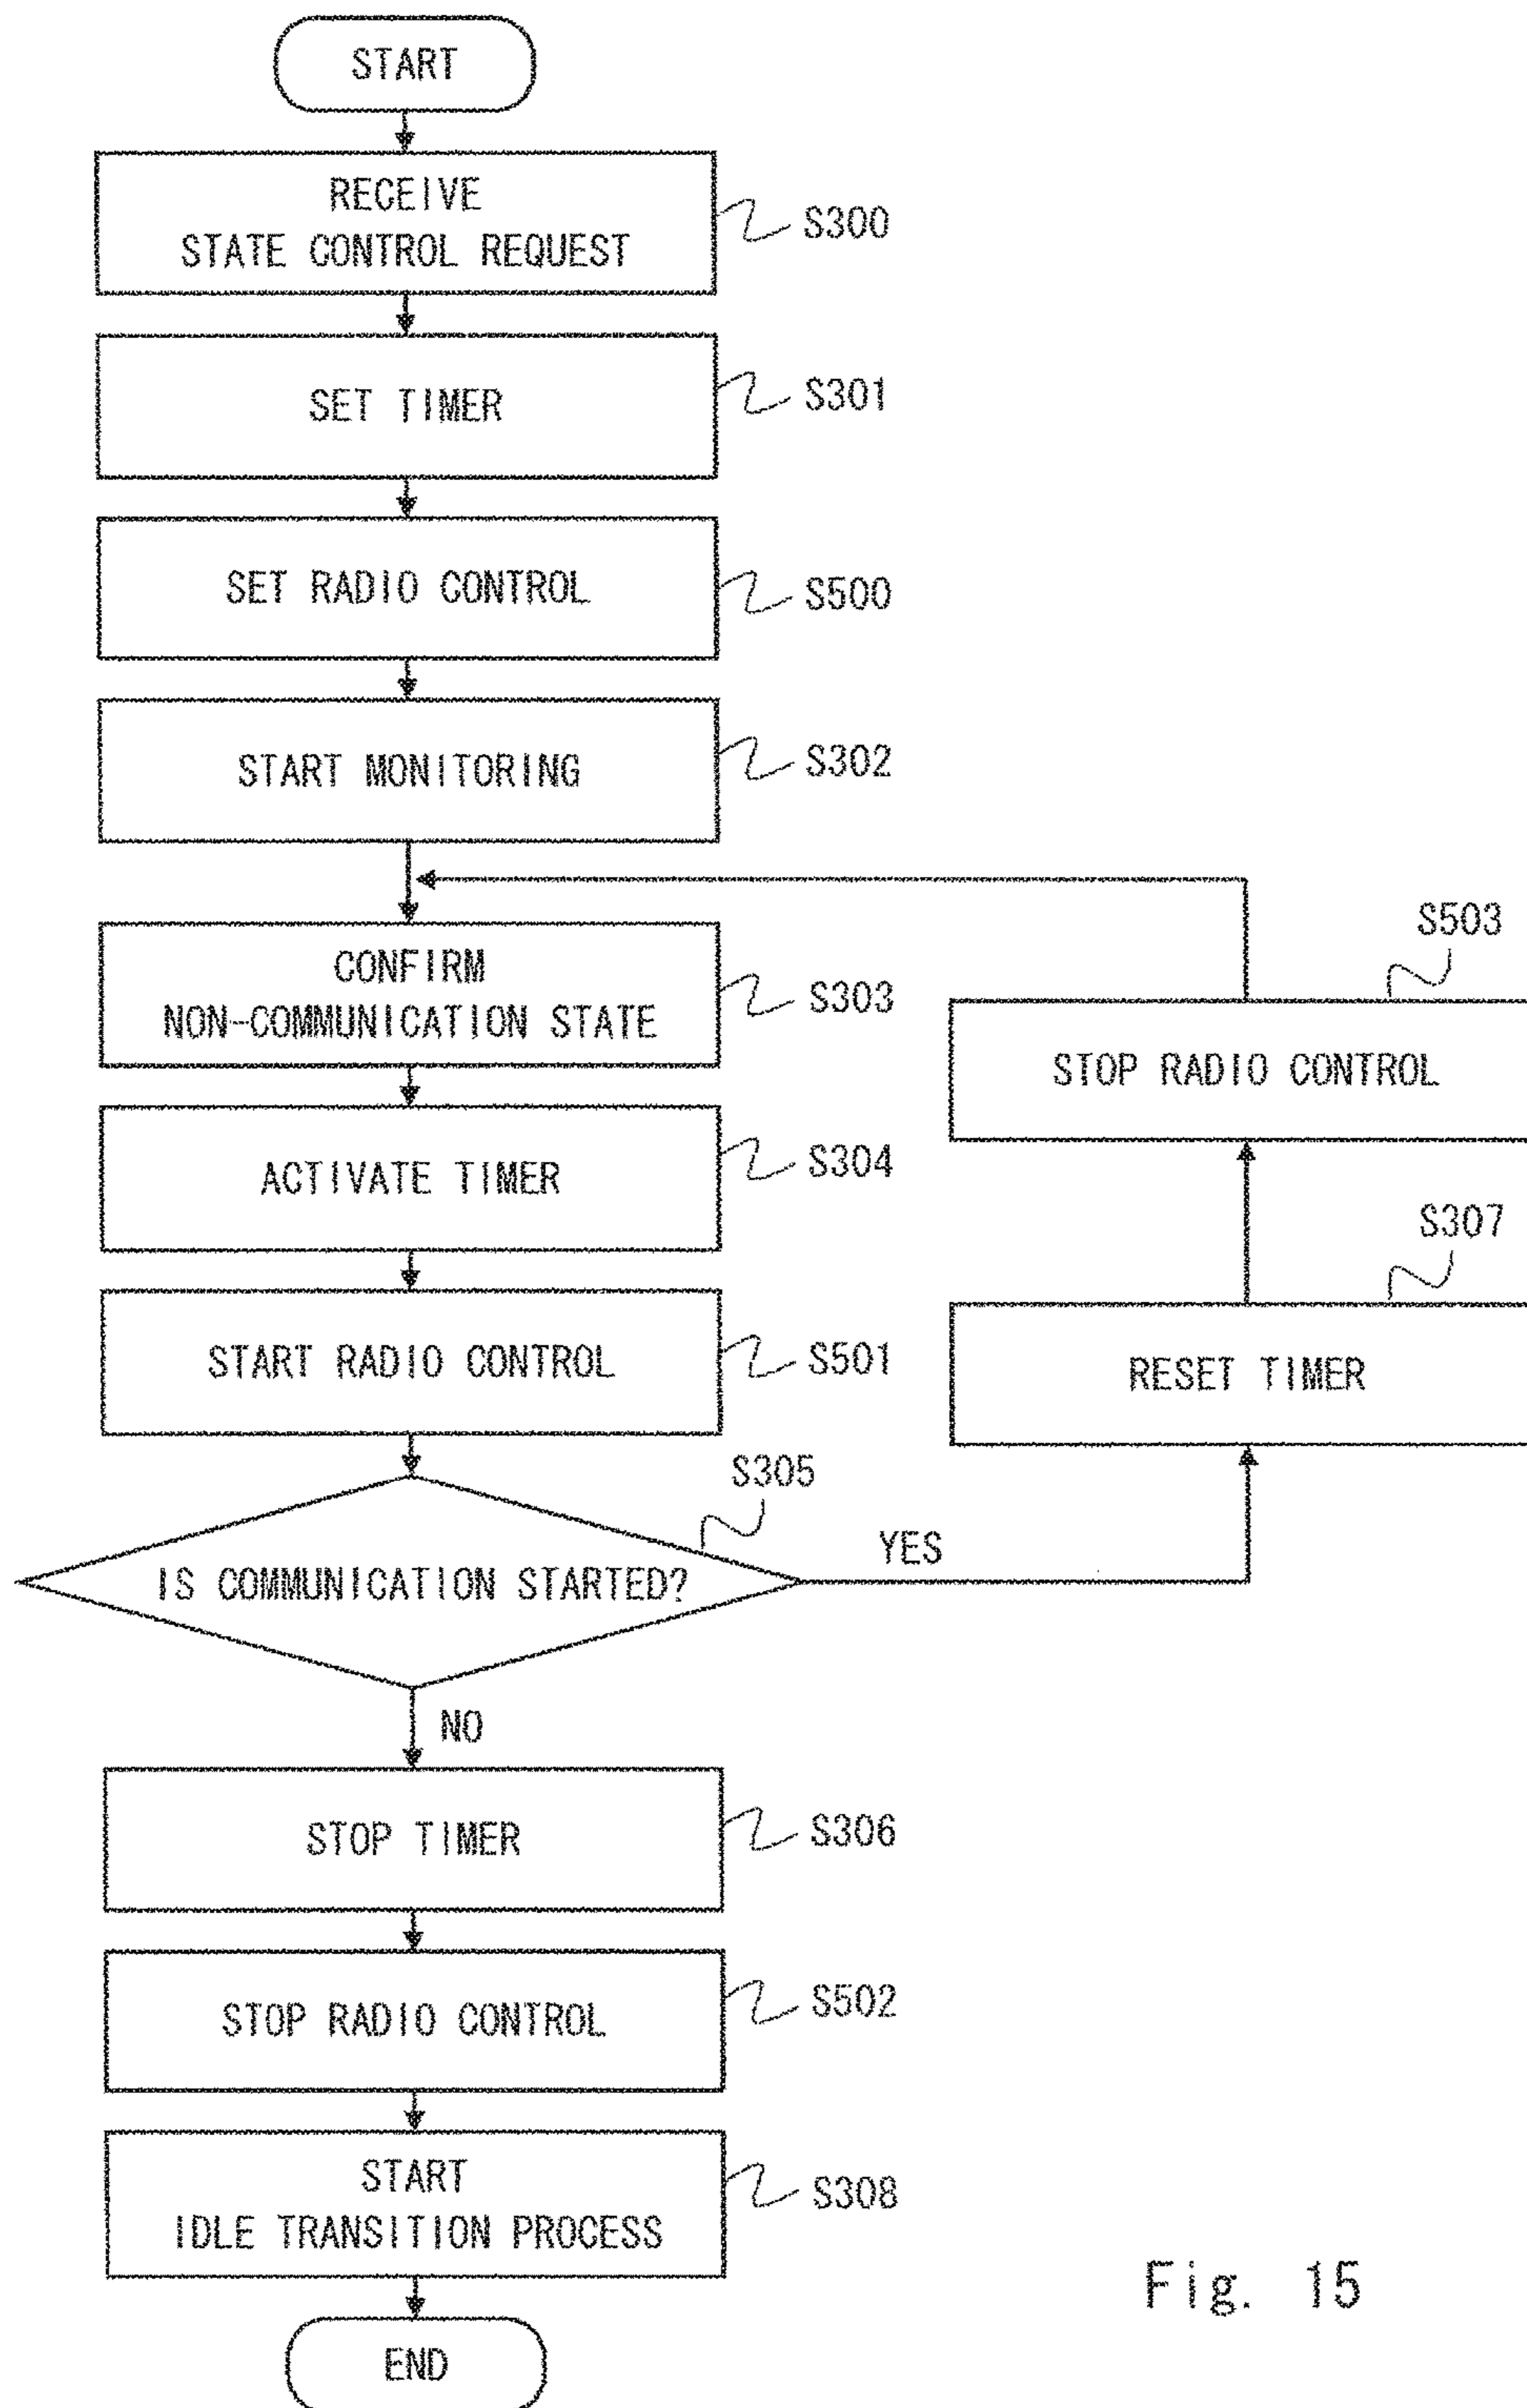 START
RECEIVE
STATE CONTROL REQUEST
S300
SET TIMER
S301
SET RADIO CONTROL
S500
START MONITORING
S302
CONFIRM
NON-COMMUNICATION STATE
S303
ACTIVATE TIMER
S304
START RADIO CONTROL
S501
S305
IS COMMUNICATION STARTED?
YES
S307
RESET TIMER
S503
STOP RADIO CONTROL
NO
STOP TIMER
S306
STOP RADIO CONTROL
S502
START
IDLE TRANSITION PROCESS
S308
END
Fig. 15